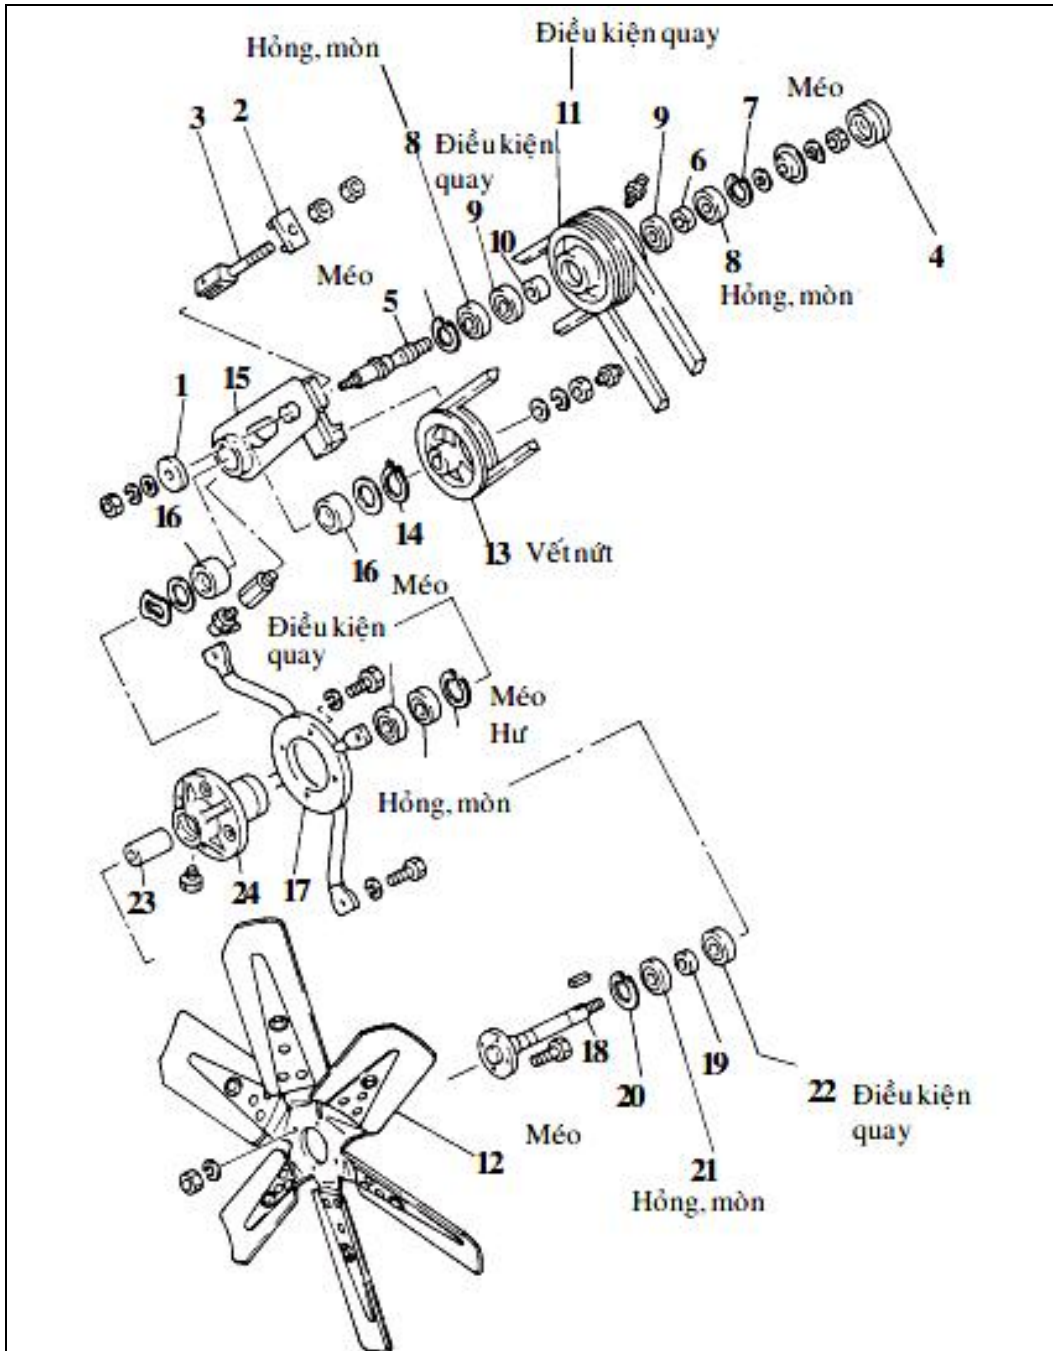 Điều kiện quay
Hỏng, mòn
Méo
3
2
8
Điều kiện
quay
11
9
7
6
9
10
8
Hỏng, mòn
4
Méo
5
1
15
16
14
16
13 Vết nứt
Méo
Điều kiện
quay
Méo
Hư
Hỏng, mòn
23
24
17
18
20
19
22 Điều kiện
quay
Méo
12
21
Hỏng, mòn